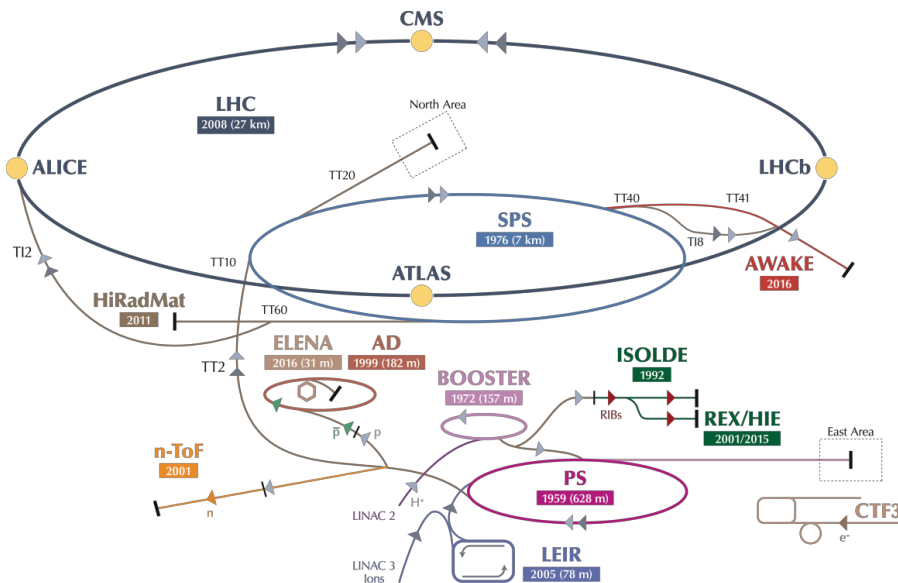 CMS
LHC
2008 (27 km)
North Area
ALICE
TT20
LHCb
TT40
TT41
SPS
1976 (7 km)
TI8
TI2
TT10
ATLAS
AWAKE
2016
HiRadMat
2011
TT60
ELENA
2016 (31 m)
AD
1999 (182 m)
TT2
BOOSTER
1972 (157 m)
ISOLDE
1992
RIBs
REX/HIE
2001/2015
p̅
p
East Area
n-ToF
2001
n
PS
1959 (628 m)
H⁺
LINAC 2
CTF3
e⁻
LEIR
2005 (78 m)
LINAC 3
Ions